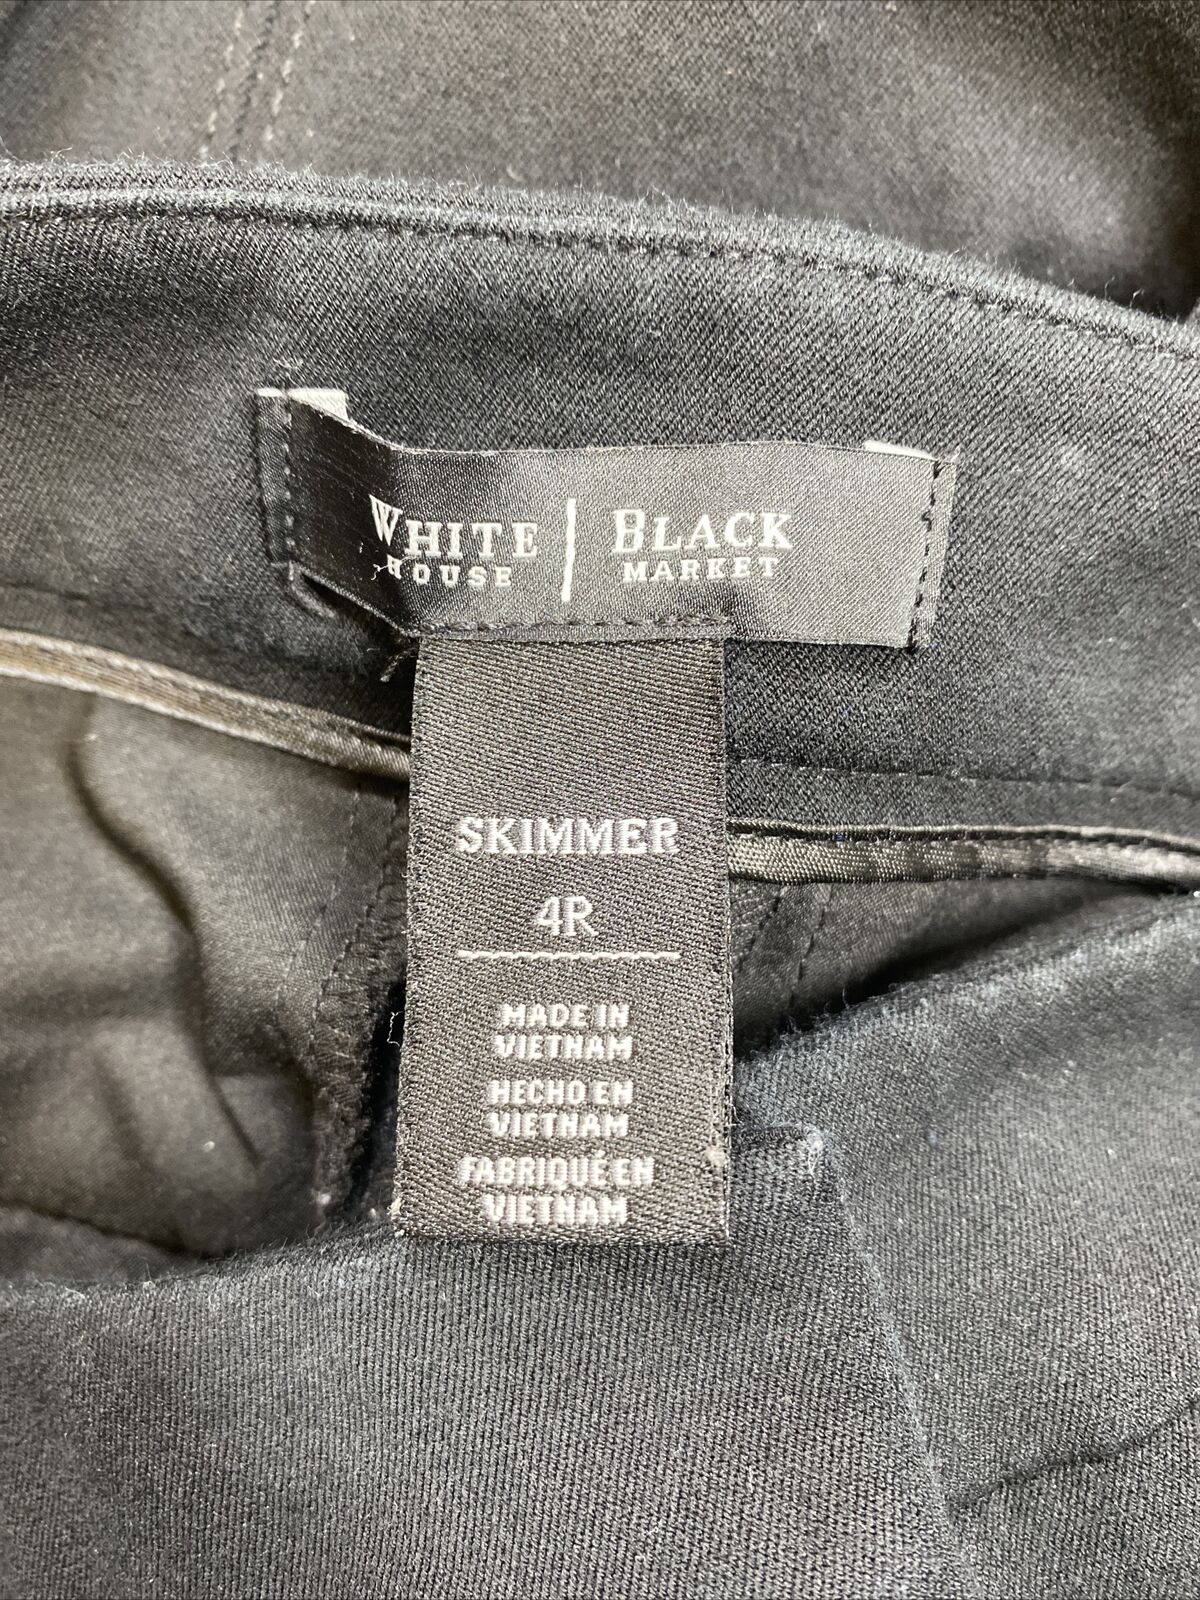 WHITE HOUSE | BLACK MARKET
SKIMMER
4R
MADE IN
VIETNAM
HECHO EN
VIETNAM
FABRIQUÉ EN
VIETNAM